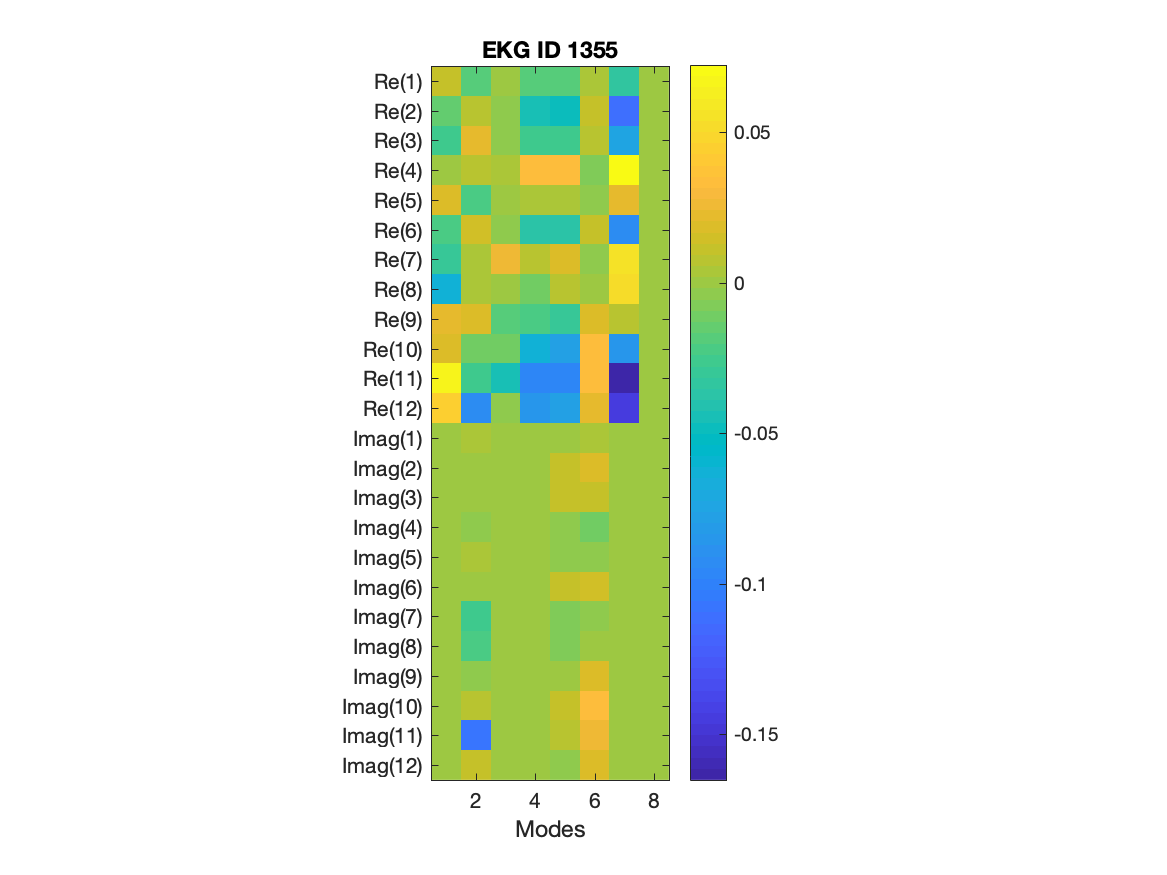 EKG ID 1355
Re(1)
Re(2)
Re(3)
Re(4)
Re(5)
Re(6)
Re(7)
Re(8)
Re(9)
Re(10)
Re(11)
Re(12)
Imag(1)
Imag(2)
Imag(3)
Imag(4)
Imag(5)
Imag(6)
Imag(7)
Imag(8)
Imag(9)
Imag(10)
Imag(11)
Imag(12)
2 4 6 8
Modes
0.05
0
-0.05
-0.1
-0.15